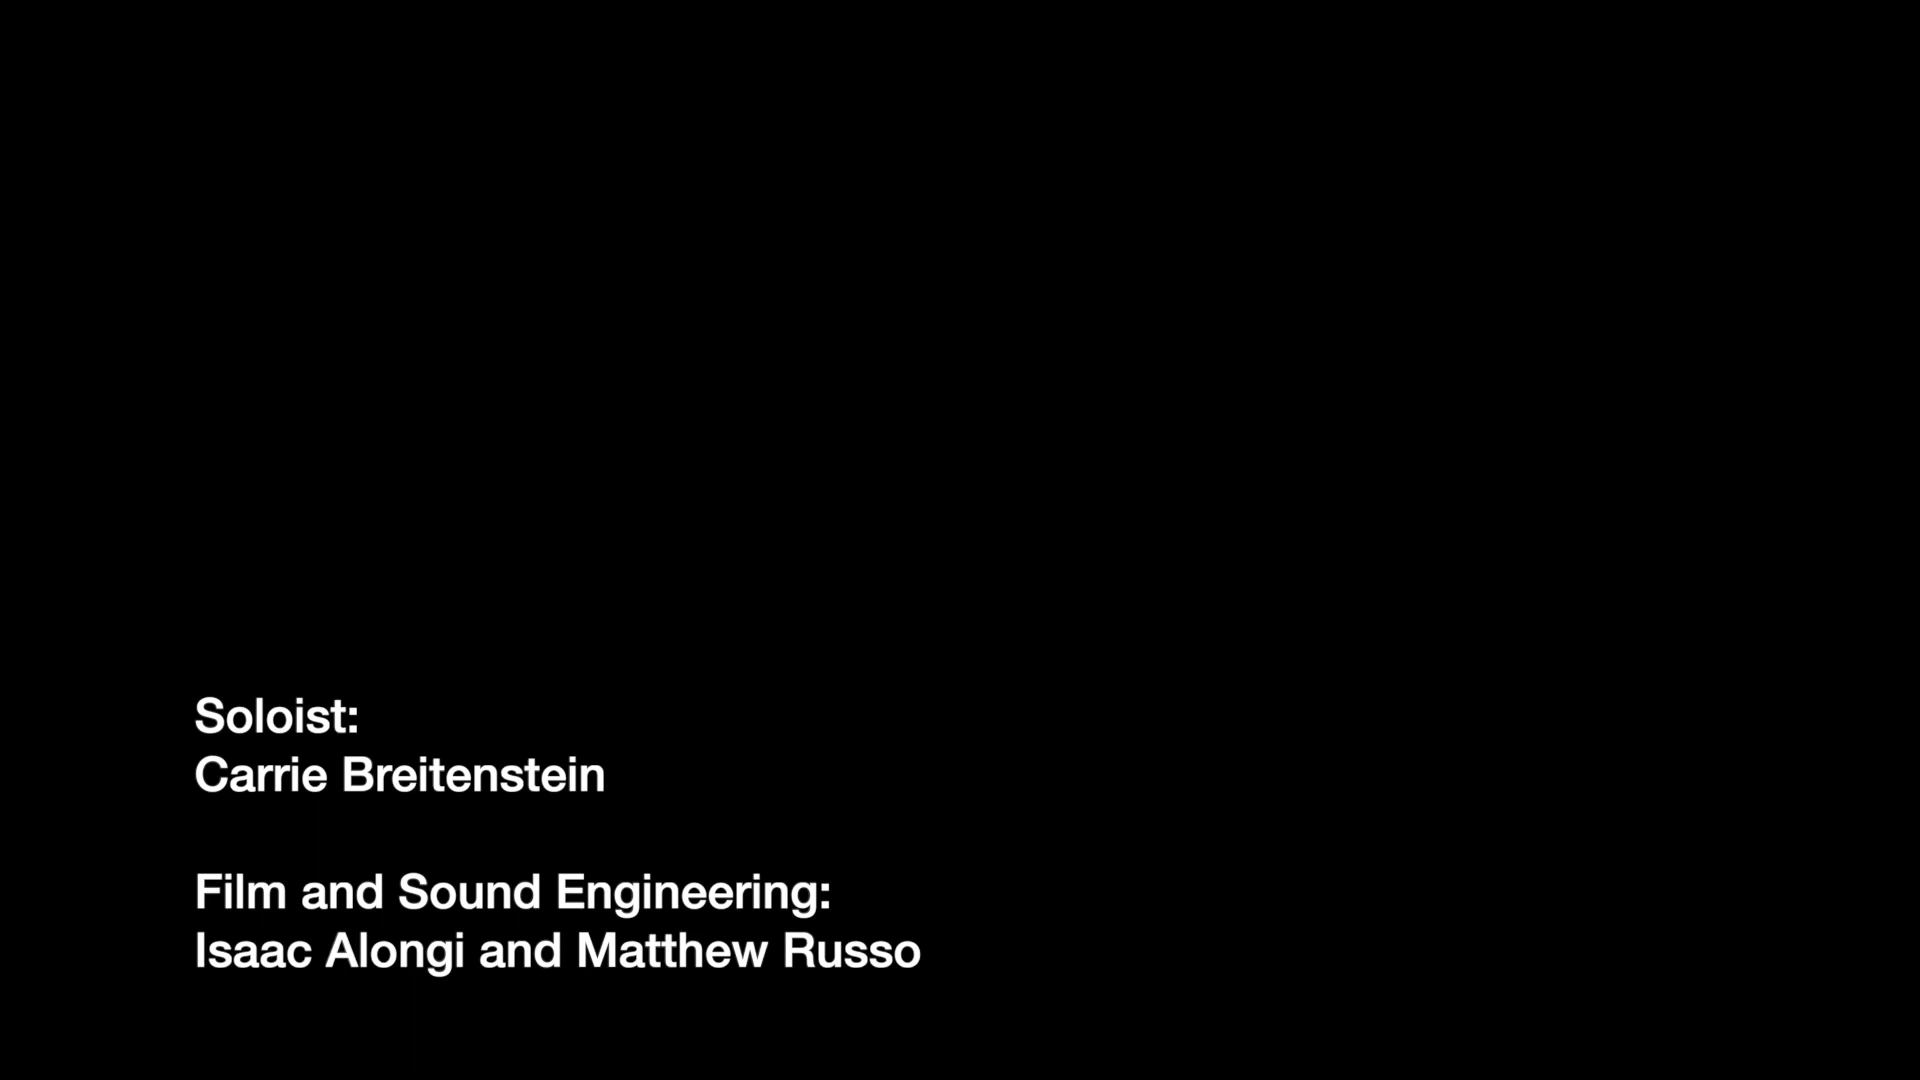 Soloist:
Carrie Breitenstein
Film and Sound Engineering:
Isaac Alongi and Matthew Russo